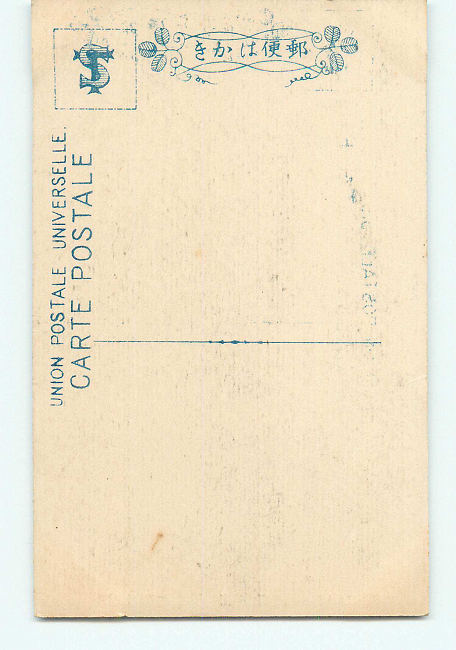 郵便はかき
UNION POSTALE UNIVERSELLE.
CARTE POSTALE